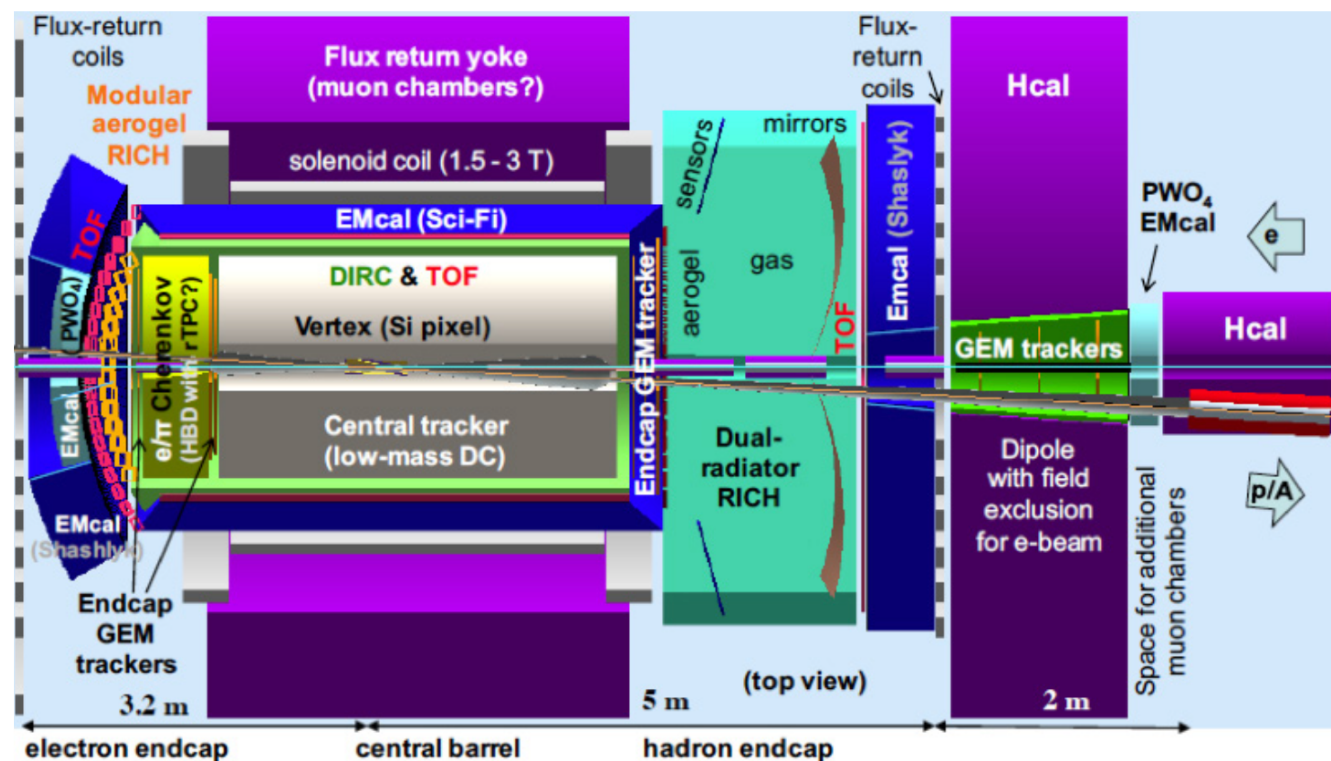 Flux-return
coils
Modular
aerogel
RICH
Flux return yoke
(muon chambers?)
solenoid coil (1.5 - 3 T)
EMcal (Sci-Fi)
DIRC & TOF
Vertex (Si pixel)
Central tracker
(low-mass DC)
TOF
(PWO₄)
EMcal
EMcal
(Shashlyk)
e/π Cherenkov
(HBD with rTPC?)
Endcap
GEM
trackers
Endcap GEM tracker
sensors
mirrors
aerogel
gas
Dual-
radiator
RICH
TOF
Flux-
return
coils
Emcal (Shaslyk)
Hcal
GEM trackers
Dipole
with field
exclusion
for e-beam
PWO₄
EMcal
e
Hcal
p/A
Space for additional
muon chambers
(top view)
3.2 m
5 m
2 m
electron endcap
central barrel
hadron endcap